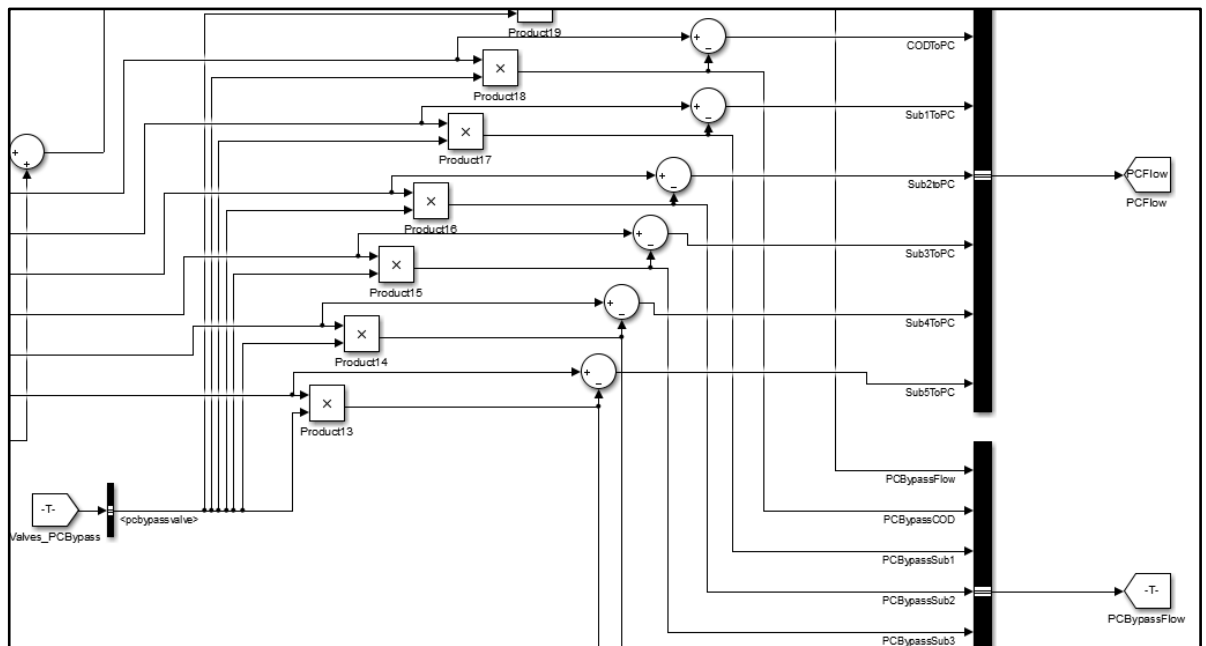 Product19
CODToPC
×
Product18
Sub1ToPC
×
Product17
Sub2toPC
PCFlow
PCFlow
×
Product16
Sub3ToPC
×
Product15
Sub4ToPC
×
Product14
Sub5ToPC
×
Product13
PCBypassFlow
-T-
<pcbypassvalve>
Valves_PCBypass
PCBypassCOD
PCBypassSub1
-T-
PCBypassSub2
PCBypassFlow
PCBypassSub3